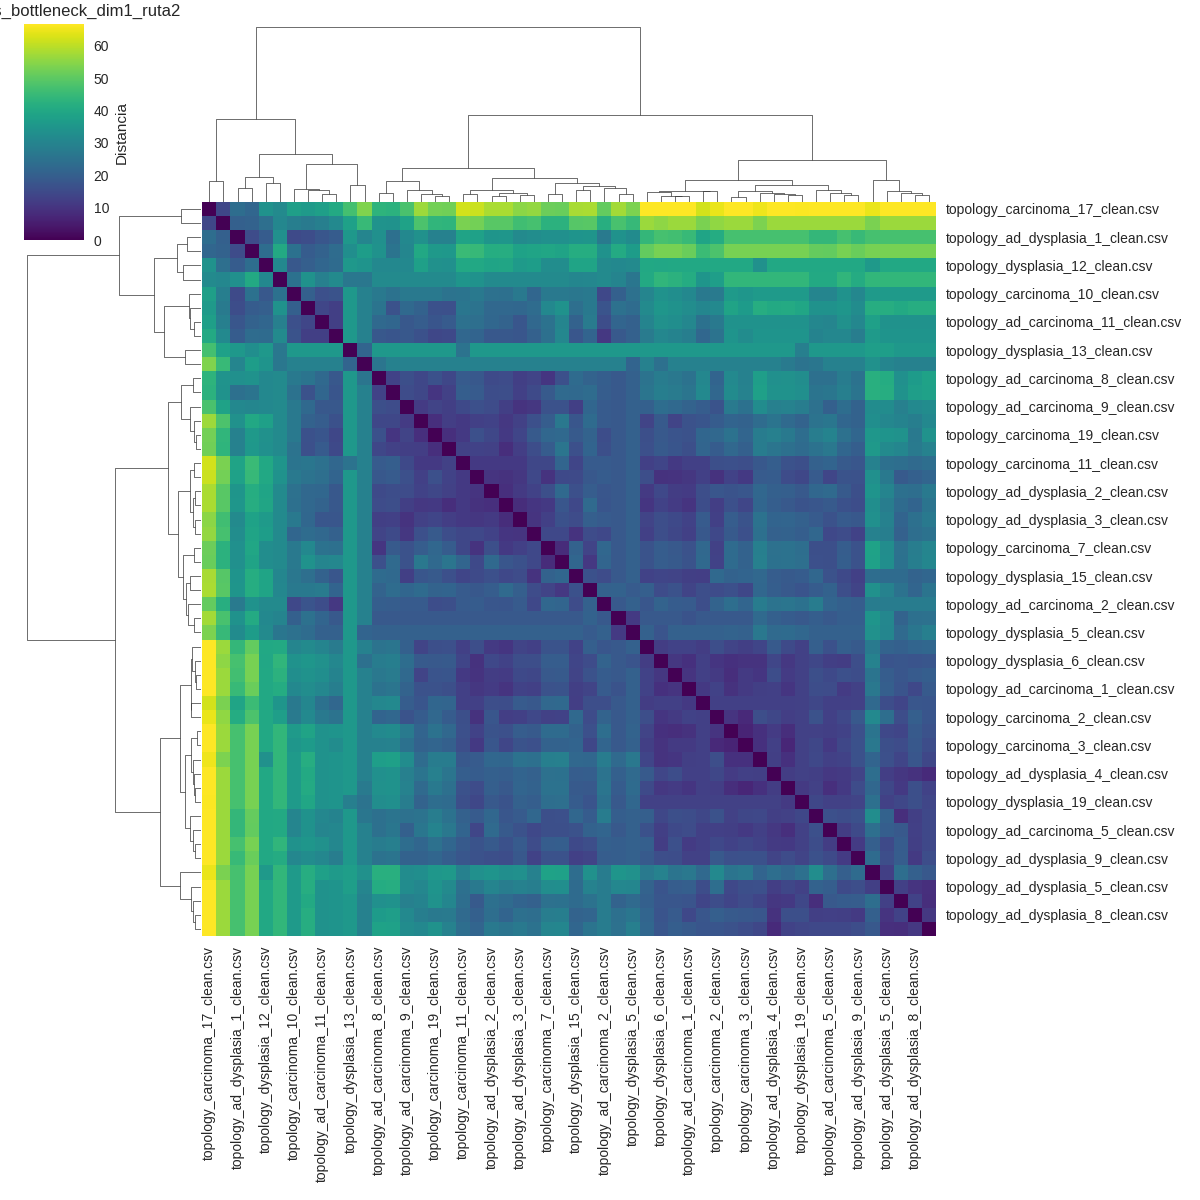 s_bottleneck_dim1_ruta2
60
50
40
30
20
10
0
Distancia
topology_carcinoma_17_clean.csv
topology_ad_dysplasia_1_clean.csv
topology_dysplasia_12_clean.csv
topology_carcinoma_10_clean.csv
topology_ad_carcinoma_11_clean.csv
topology_dysplasia_13_clean.csv
topology_ad_carcinoma_8_clean.csv
topology_ad_carcinoma_9_clean.csv
topology_carcinoma_19_clean.csv
topology_carcinoma_11_clean.csv
topology_ad_dysplasia_2_clean.csv
topology_ad_dysplasia_3_clean.csv
topology_carcinoma_7_clean.csv
topology_dysplasia_15_clean.csv
topology_ad_carcinoma_2_clean.csv
topology_dysplasia_5_clean.csv
topology_dysplasia_6_clean.csv
topology_ad_carcinoma_1_clean.csv
topology_carcinoma_2_clean.csv
topology_carcinoma_3_clean.csv
topology_ad_dysplasia_4_clean.csv
topology_dysplasia_19_clean.csv
topology_ad_carcinoma_5_clean.csv
topology_ad_dysplasia_9_clean.csv
topology_ad_dysplasia_5_clean.csv
topology_ad_dysplasia_8_clean.csv
topology_carcinoma_17_clean.csv
topology_ad_dysplasia_1_clean.csv
topology_dysplasia_12_clean.csv
topology_carcinoma_10_clean.csv
topology_ad_carcinoma_11_clean.csv
topology_dysplasia_13_clean.csv
topology_ad_carcinoma_8_clean.csv
topology_ad_carcinoma_9_clean.csv
topology_carcinoma_19_clean.csv
topology_carcinoma_11_clean.csv
topology_ad_dysplasia_2_clean.csv
topology_ad_dysplasia_3_clean.csv
topology_carcinoma_7_clean.csv
topology_dysplasia_15_clean.csv
topology_ad_carcinoma_2_clean.csv
topology_dysplasia_5_clean.csv
topology_dysplasia_6_clean.csv
topology_ad_carcinoma_1_clean.csv
topology_carcinoma_2_clean.csv
topology_carcinoma_3_clean.csv
topology_ad_dysplasia_4_clean.csv
topology_dysplasia_19_clean.csv
topology_ad_carcinoma_5_clean.csv
topology_ad_dysplasia_9_clean.csv
topology_ad_dysplasia_5_clean.csv
topology_ad_dysplasia_8_clean.csv